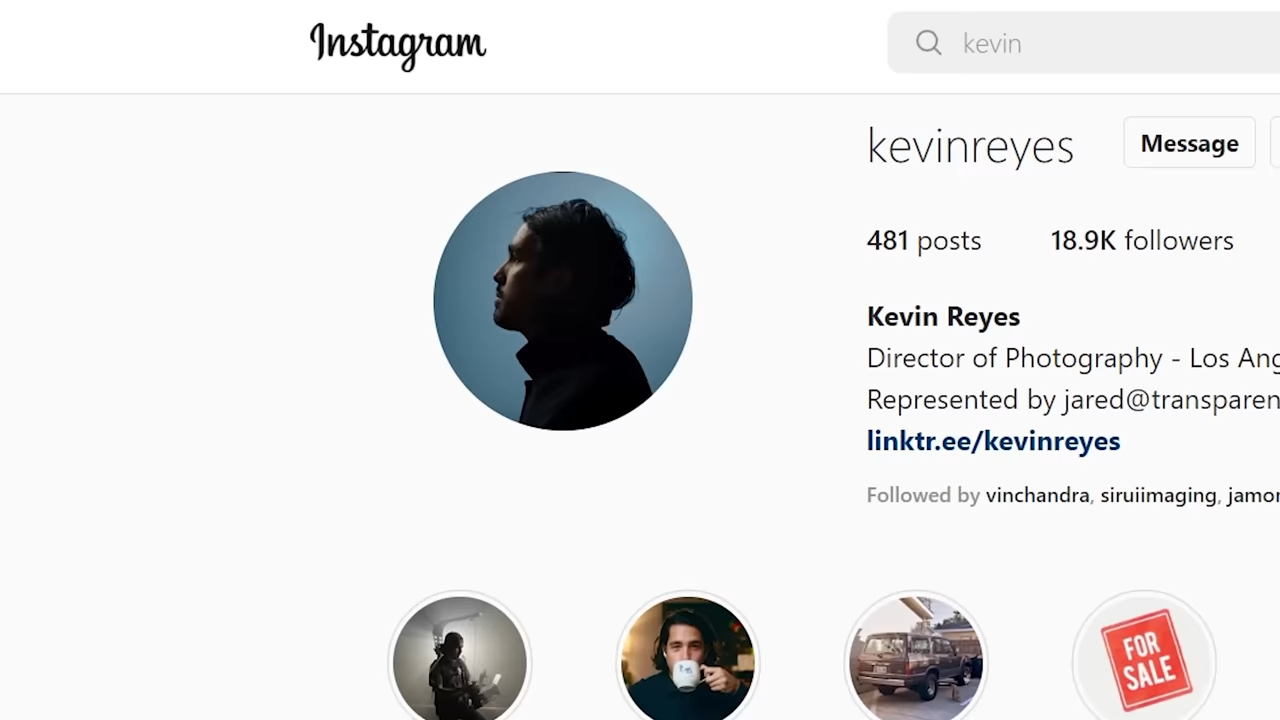 Instagram
kevin
kevinreyes
Message
481 posts 18.9K followers
Kevin Reyes
Director of Photography - Los Ang
Represented by jared@transparen
linktr.ee/kevinreyes
Followed by vinchandra, siruiimaging, jamor
FOR
SALE